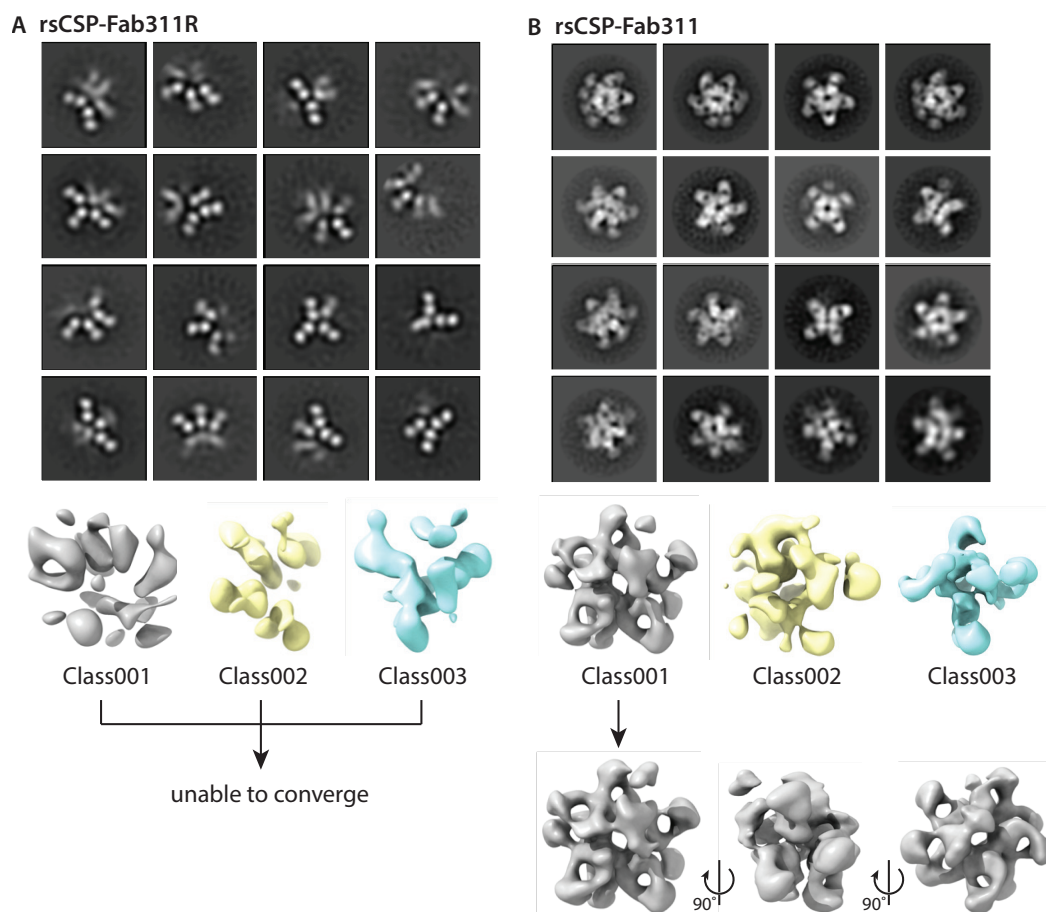 A rsCSP-Fab311R
B rsCSP-Fab311
Class001
Class002
Class003
Class001
Class002
Class003
unable to converge
90°
90°